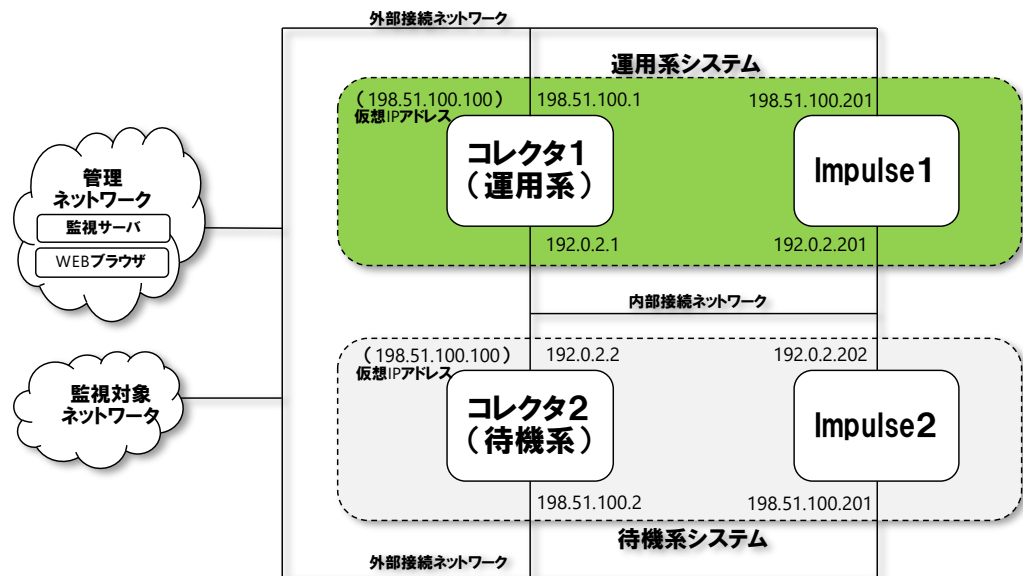 外部接続ネットワーク
運用系システム
（198.51.100.100）
仮想IPアドレス
198.51.100.1
198.51.100.201
コレクタ1
（運用系）
Impulse1
192.0.2.1
192.0.2.201
管理
ネットワーク
監視サーバ
WEBブラウザ
内部接続ネットワーク
（198.51.100.100）
仮想IPアドレス
192.0.2.2
192.0.2.202
監視対象
ネットワーク
コレクタ2
（待機系）
Impulse2
198.51.100.2
198.51.100.201
待機系システム
外部接続ネットワーク